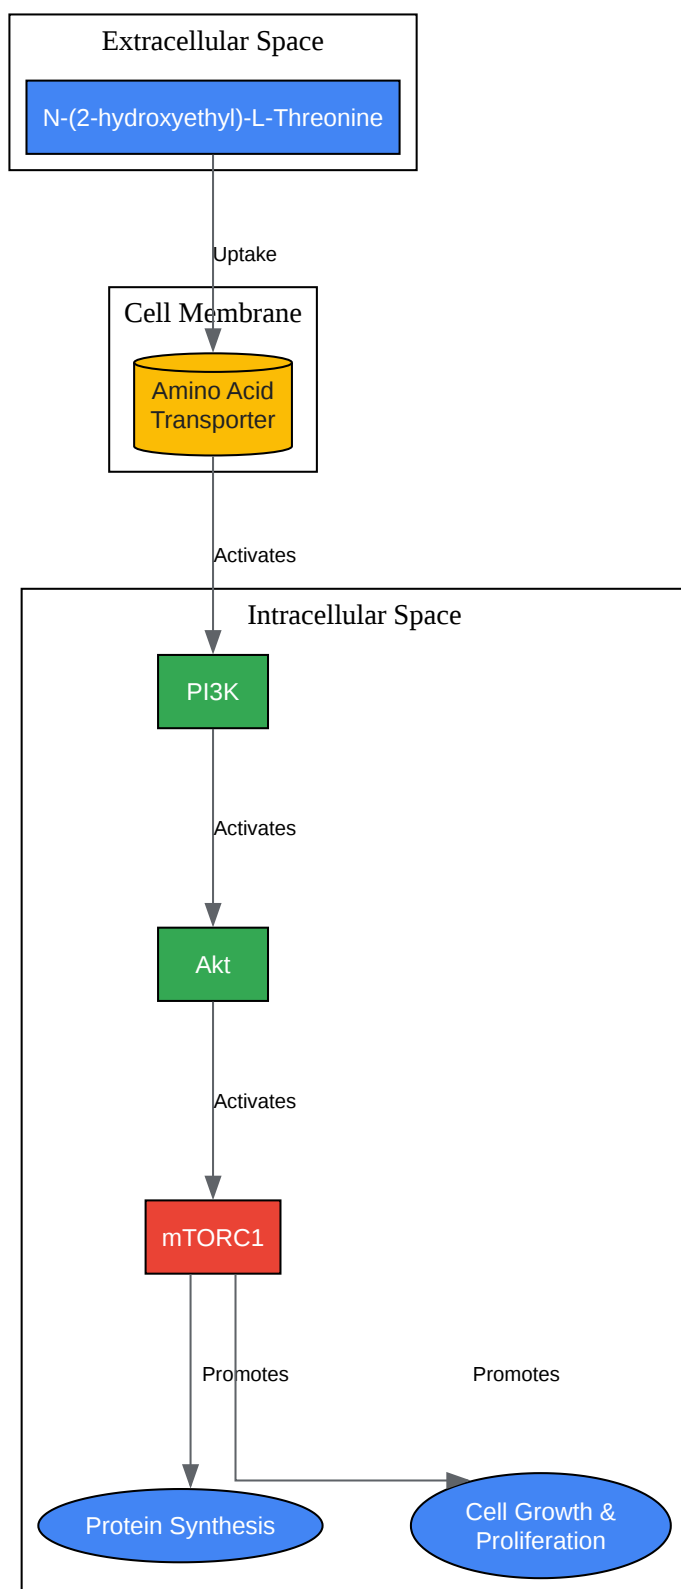 Extracellular Space
N-(2-hydroxyethyl)-L-Threonine
Uptake
Cell Membrane
Amino Acid
Transporter
Activates
Intracellular Space
PI3K
Activates
Akt
Activates
mTORC1
Promotes
Promotes
Protein Synthesis
Cell Growth &
Proliferation